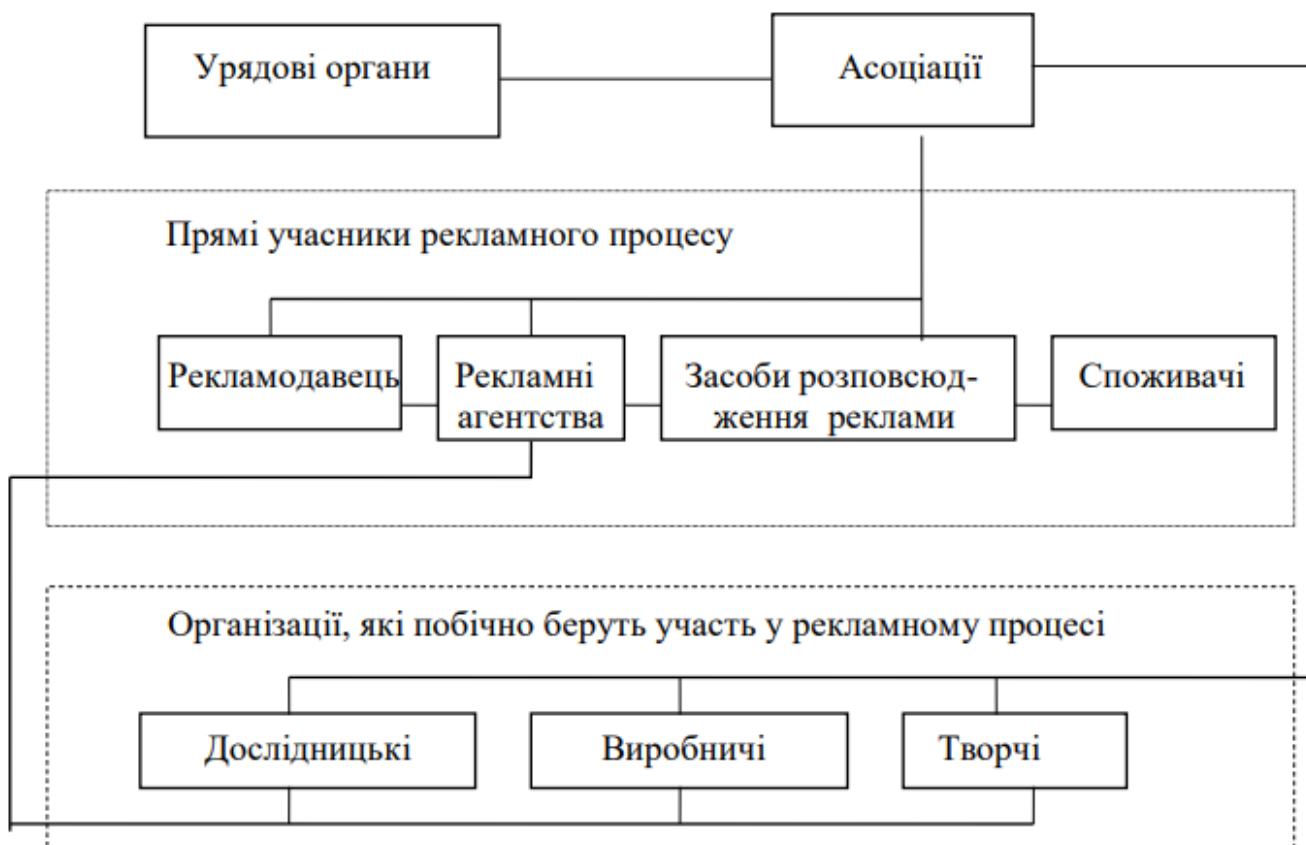 Урядові органи
Асоціації
Прямі учасники рекламного процесу
Рекламодавець
Рекламні
агентства
Засоби розповсюд-
ження реклами
Споживачі
Організації, які побічно беруть участь у рекламному процесі
Дослідницькі
Виробничі
Творчі